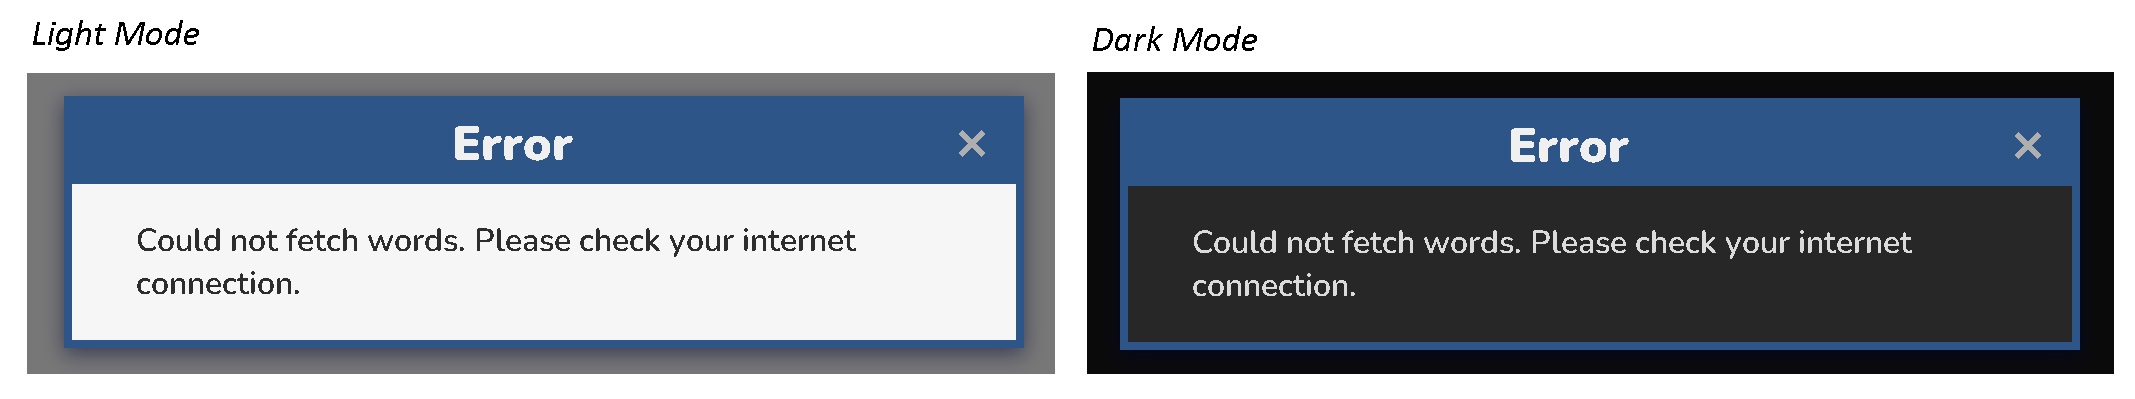 Light Mode
Error
Could not fetch words. Please check your internet
connection.
Dark Mode
Error
Could not fetch words. Please check your internet
connection.